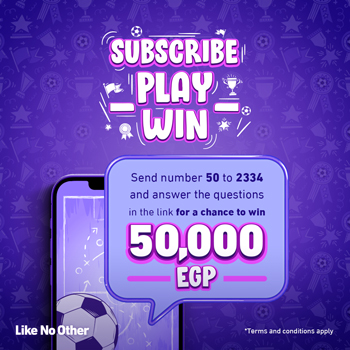 SUBSCRIBE
PLAY
WIN
Send number 50 to 2334
and answer the questions
in the link for a chance to win
50,000
EGP
Like No Other
*Terms and conditions apply